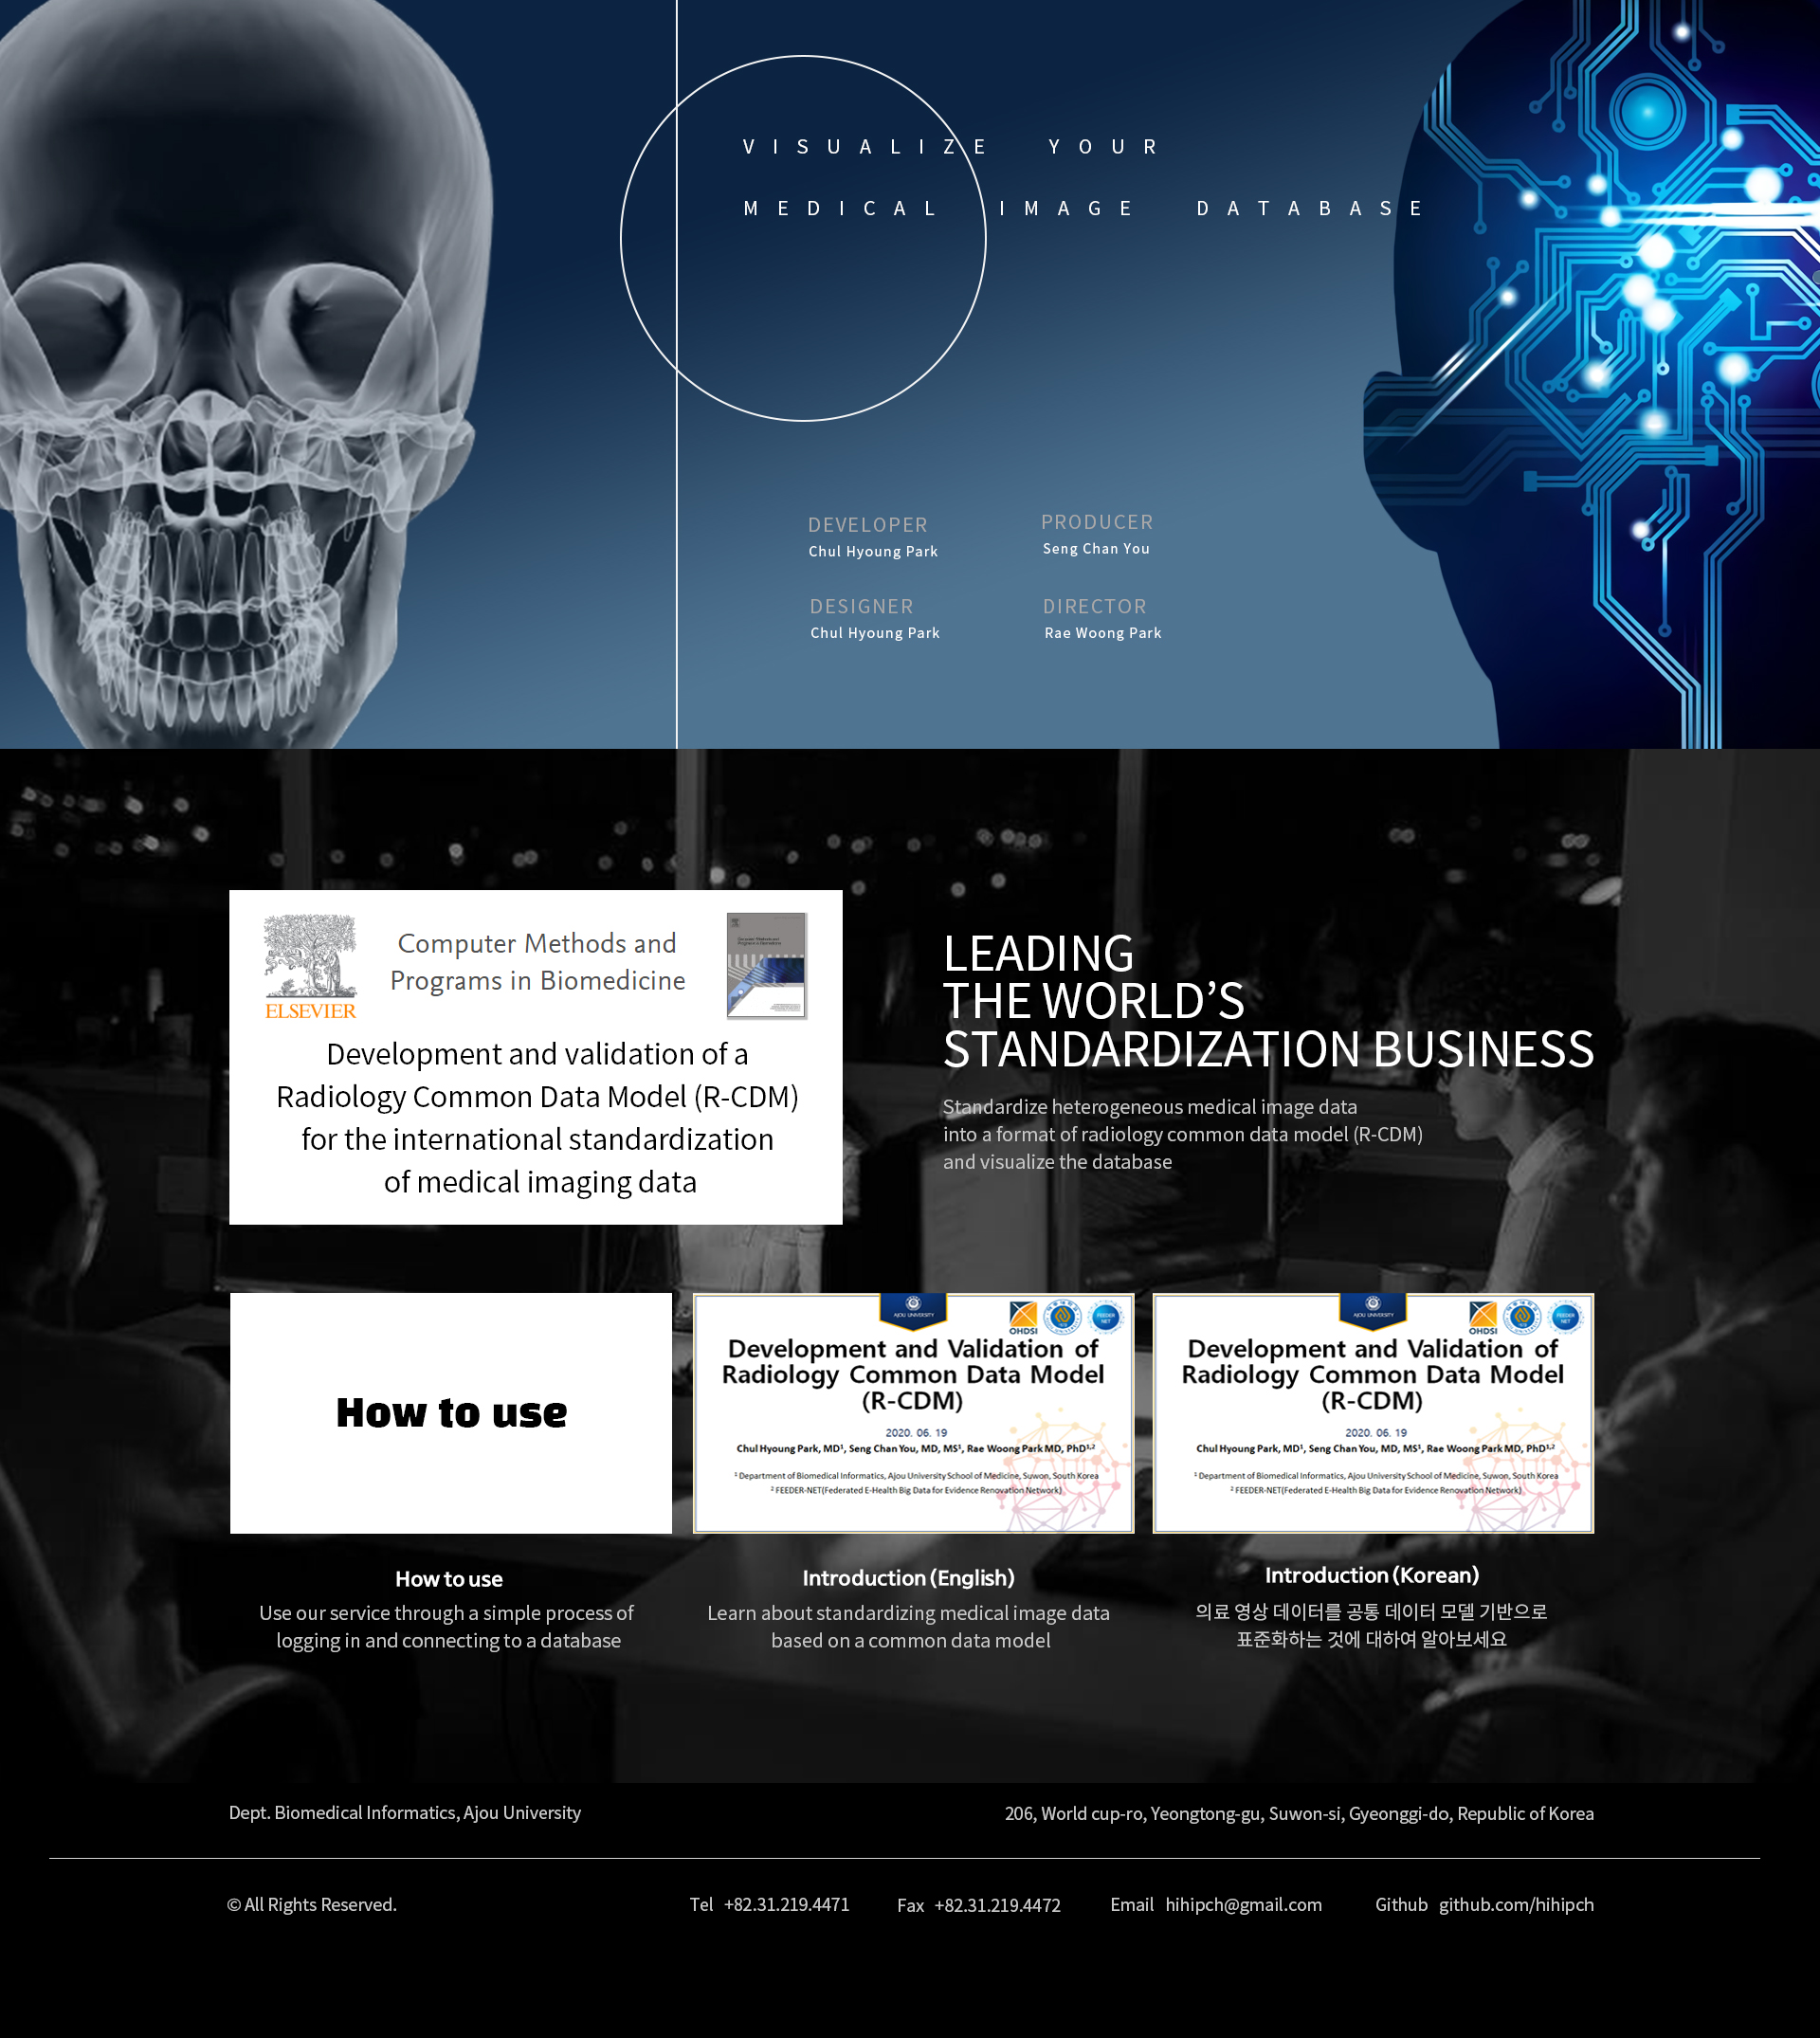 VISUALIZE YOUR
MEDICAL IMAGE DATABASE
DEVELOPER
Chul Hyoung Park
PRODUCER
Seng Chan You
DESIGNER
Chul Hyoung Park
DIRECTOR
Rae Woong Park
ELSEVIER
Computer Methods and
Programs in Biomedicine
Development and validation of a
Radiology Common Data Model (R-CDM)
for the international standardization
of medical imaging data
LEADING
THE WORLD’S
STANDARDIZATION BUSINESS
Standardize heterogeneous medical image data
into a format of radiology common data model (R-CDM)
and visualize the database
How to use
AJOU UNIVERSITY
OHDSI
FEEDER
NET
Development and Validation of
Radiology Common Data Model
(R-CDM)
2020. 06. 19
Chul Hyoung Park, MD¹, Seng Chan You, MD, MS¹, Rae Woong Park MD, PhD¹,²
¹ Department of Biomedical Informatics, Ajou University School of Medicine, Suwon, South Korea
² FEEDER-NET(Federated E-Health Big Data for Evidence Renovation Network)
AJOU UNIVERSITY
OHDSI
FEEDER
NET
Development and Validation of
Radiology Common Data Model
(R-CDM)
2020. 06. 19
Chul Hyoung Park, MD¹, Seng Chan You, MD, MS¹, Rae Woong Park MD, PhD¹,²
¹ Department of Biomedical Informatics, Ajou University School of Medicine, Suwon, South Korea
² FEEDER-NET(Federated E-Health Big Data for Evidence Renovation Network)
How to use
Use our service through a simple process of
logging in and connecting to a database
Introduction (English)
Learn about standardizing medical image data
based on a common data model
Introduction (Korean)
의료 영상 데이터를 공통 데이터 모델 기반으로
표준화하는 것에 대하여 알아보세요
Dept. Biomedical Informatics, Ajou University
206, World cup-ro, Yeongtong-gu, Suwon-si, Gyeonggi-do, Republic of Korea
© All Rights Reserved.
Tel +82.31.219.4471
Fax +82.31.219.4472
Email hihipch@gmail.com
Github github.com/hihipch